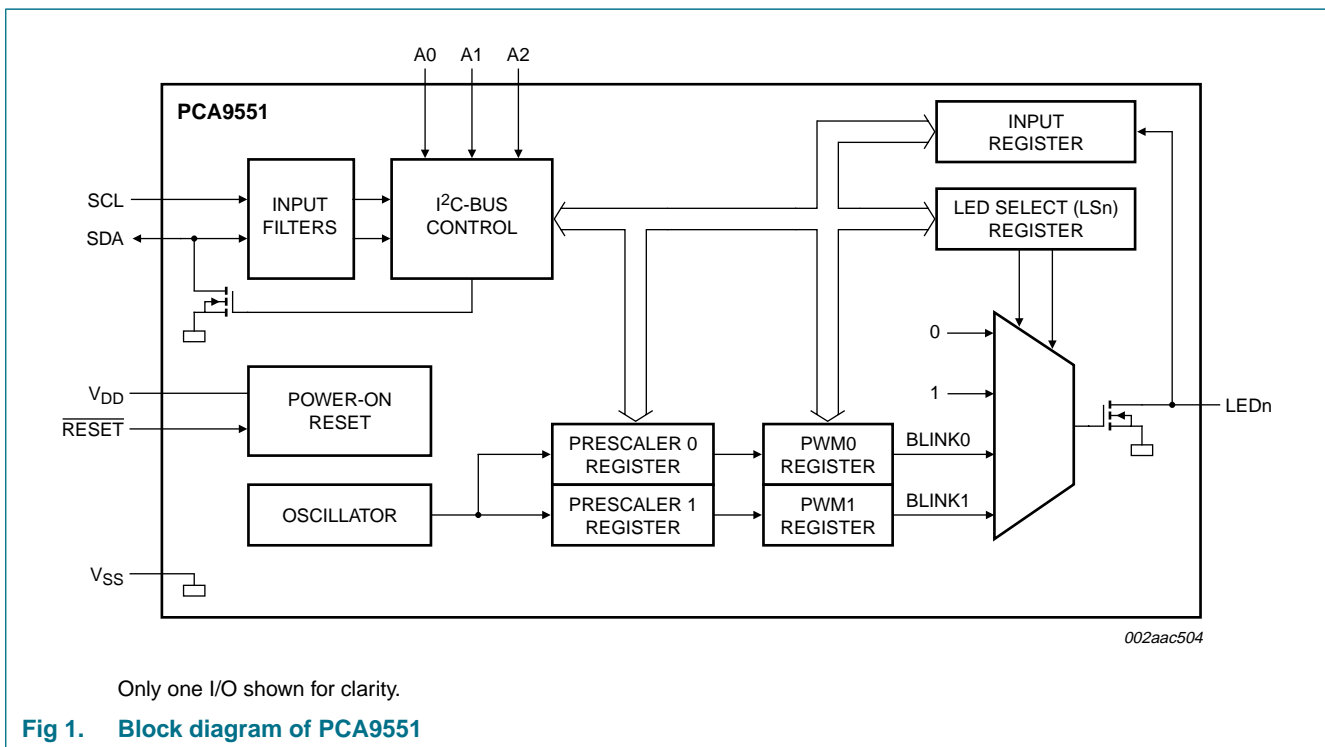 A0 A1 A2
PCA9551
INPUT
REGISTER
SCL
SDA
INPUT
FILTERS
I²C-BUS
CONTROL
LED SELECT (LSn)
REGISTER
0
1
VDD
RESET
POWER-ON
RESET
LEDn
PRESCALER 0
REGISTER
PWM0
REGISTER
BLINK0
OSCILLATOR
PRESCALER 1
REGISTER
PWM1
REGISTER
BLINK1
VSS
002aac504
Only one I/O shown for clarity.
Fig 1. Block diagram of PCA9551